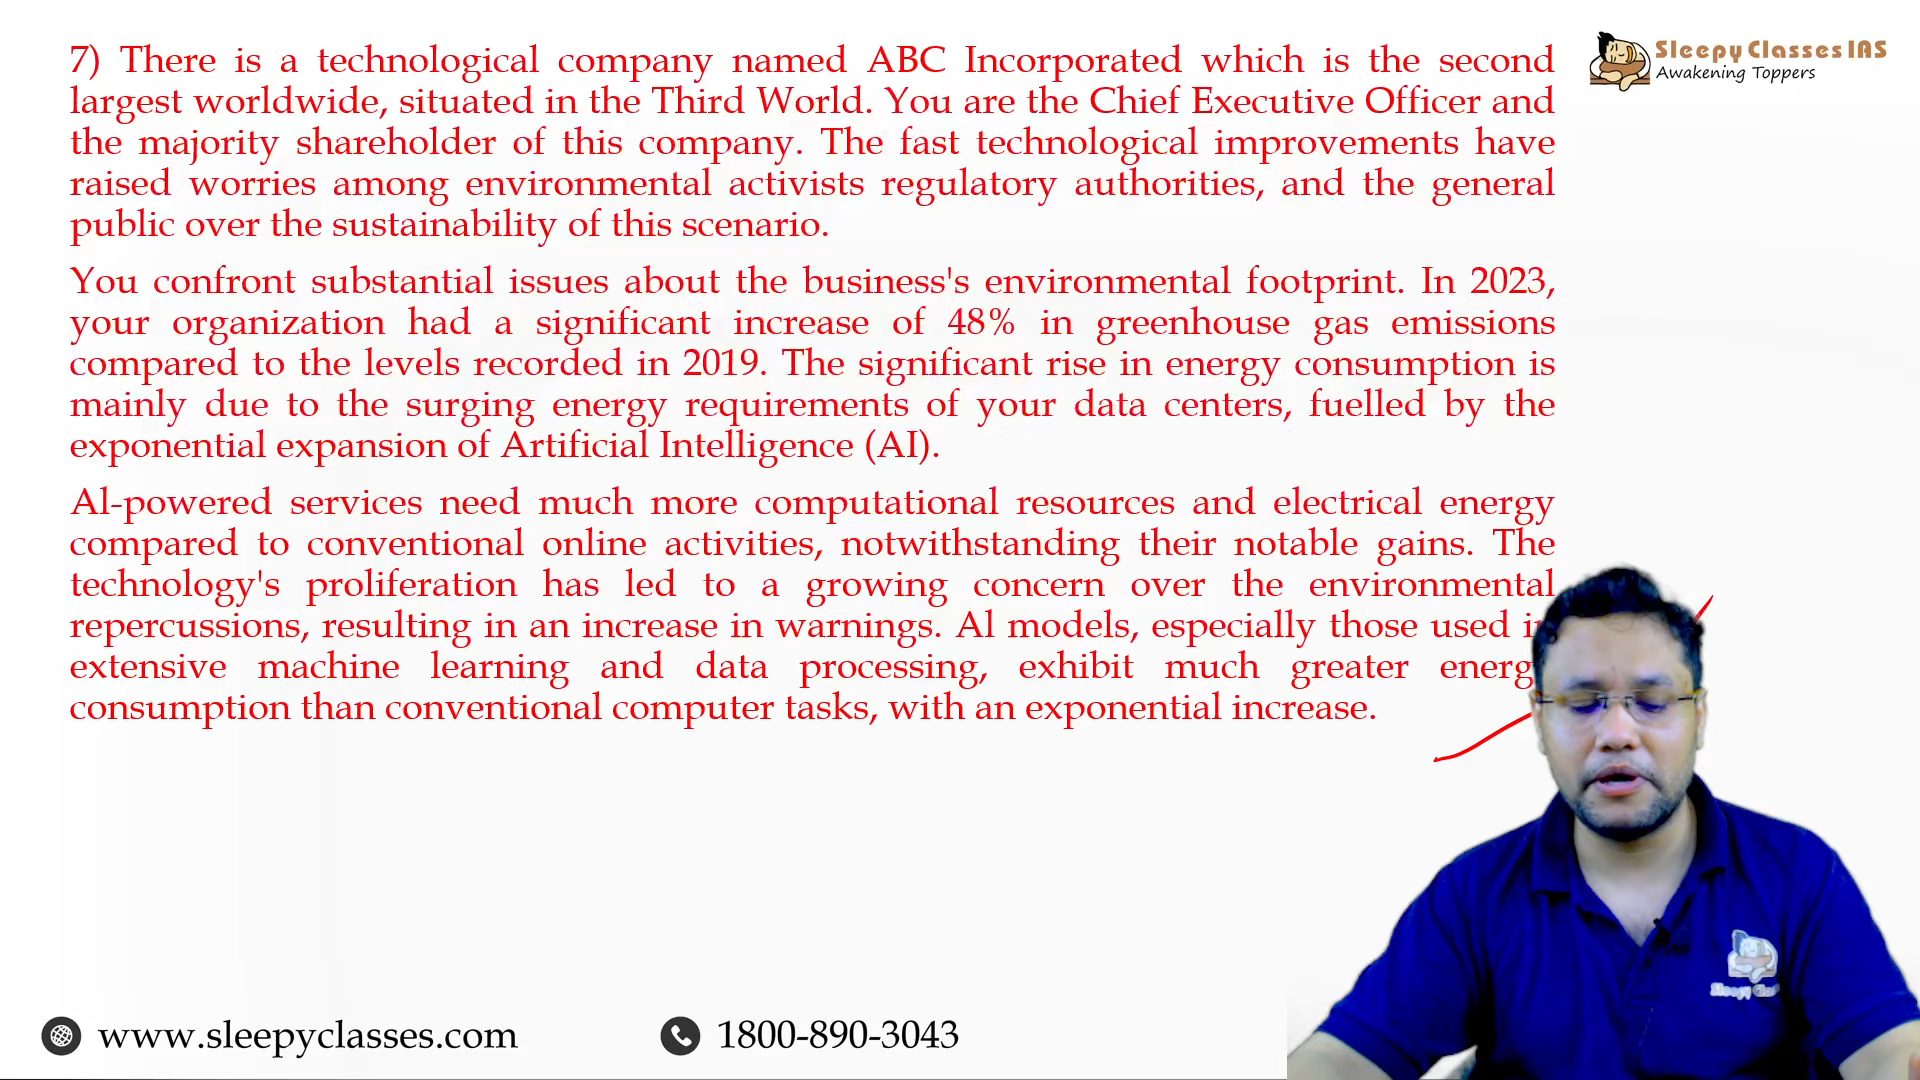 7) There is a technological company named ABC Incorporated which is the second
largest worldwide, situated in the Third World. You are the Chief Executive Officer and
the majority shareholder of this company. The fast technological improvements have
raised worries among environmental activists regulatory authorities, and the general
public over the sustainability of this scenario.
You confront substantial issues about the business's environmental footprint. In 2023,
your organization had a significant increase of 48% in greenhouse gas emissions
compared to the levels recorded in 2019. The significant rise in energy consumption is
mainly due to the surging energy requirements of your data centers, fuelled by the
exponential expansion of Artificial Intelligence (AI).
Al-powered services need much more computational resources and electrical energy
compared to conventional online activities, notwithstanding their notable gains. The
technology's proliferation has led to a growing concern over the environmental
repercussions, resulting in an increase in warnings. Al models, especially those used
extensive machine learning and data processing, exhibit much greater
consumption than conventional computer tasks, with an exponential increase.
Sleepy Classes IAS
Awakening Toppers
www.sleepyclasses.com
1800-890-3043